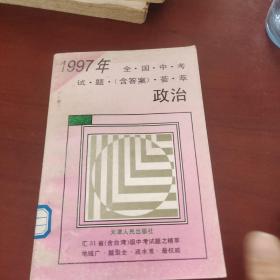 1997年 全·国·中·考
试·题·(含答案)·荟·萃
政治
天津人民出版社
汇31省(含台湾)级中考试题之精萃
地域广·题型全·成水准·最权威